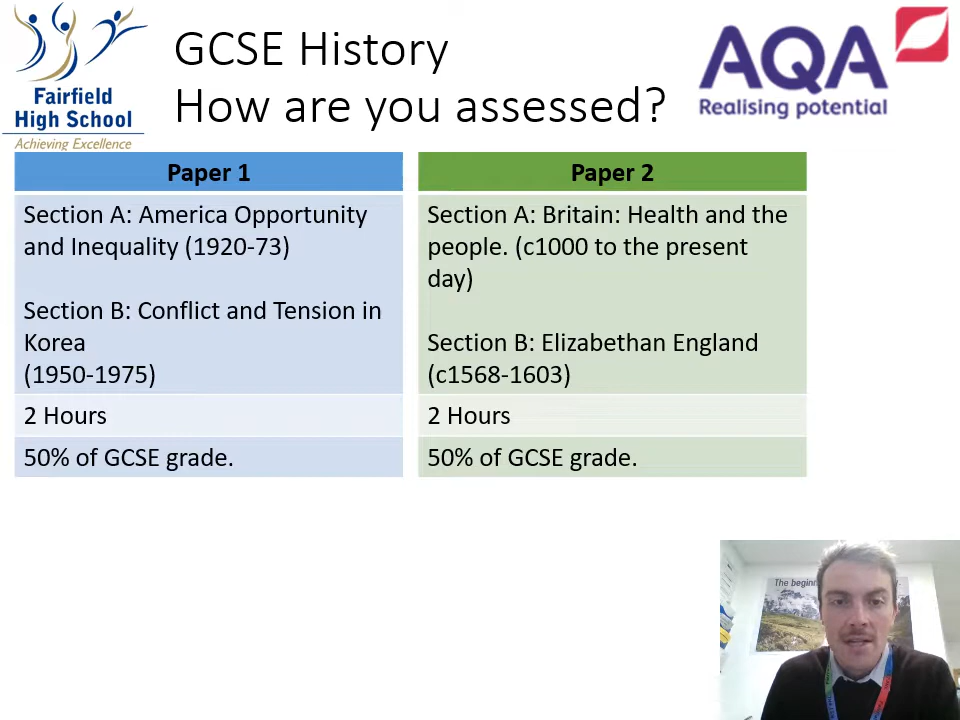 GCSE History
How are you assessed?
Fairfield
High School
Achieving Excellence
AQA
Realising potential
Paper 1
Section A: America Opportunity
and Inequality (1920-73)
Section B: Conflict and Tension in
Korea
(1950-1975)
2 Hours
50% of GCSE grade.
Paper 2
Section A: Britain: Health and the
people. (c1000 to the present
day)
Section B: Elizabethan England
(c1568-1603)
2 Hours
50% of GCSE grade.
The